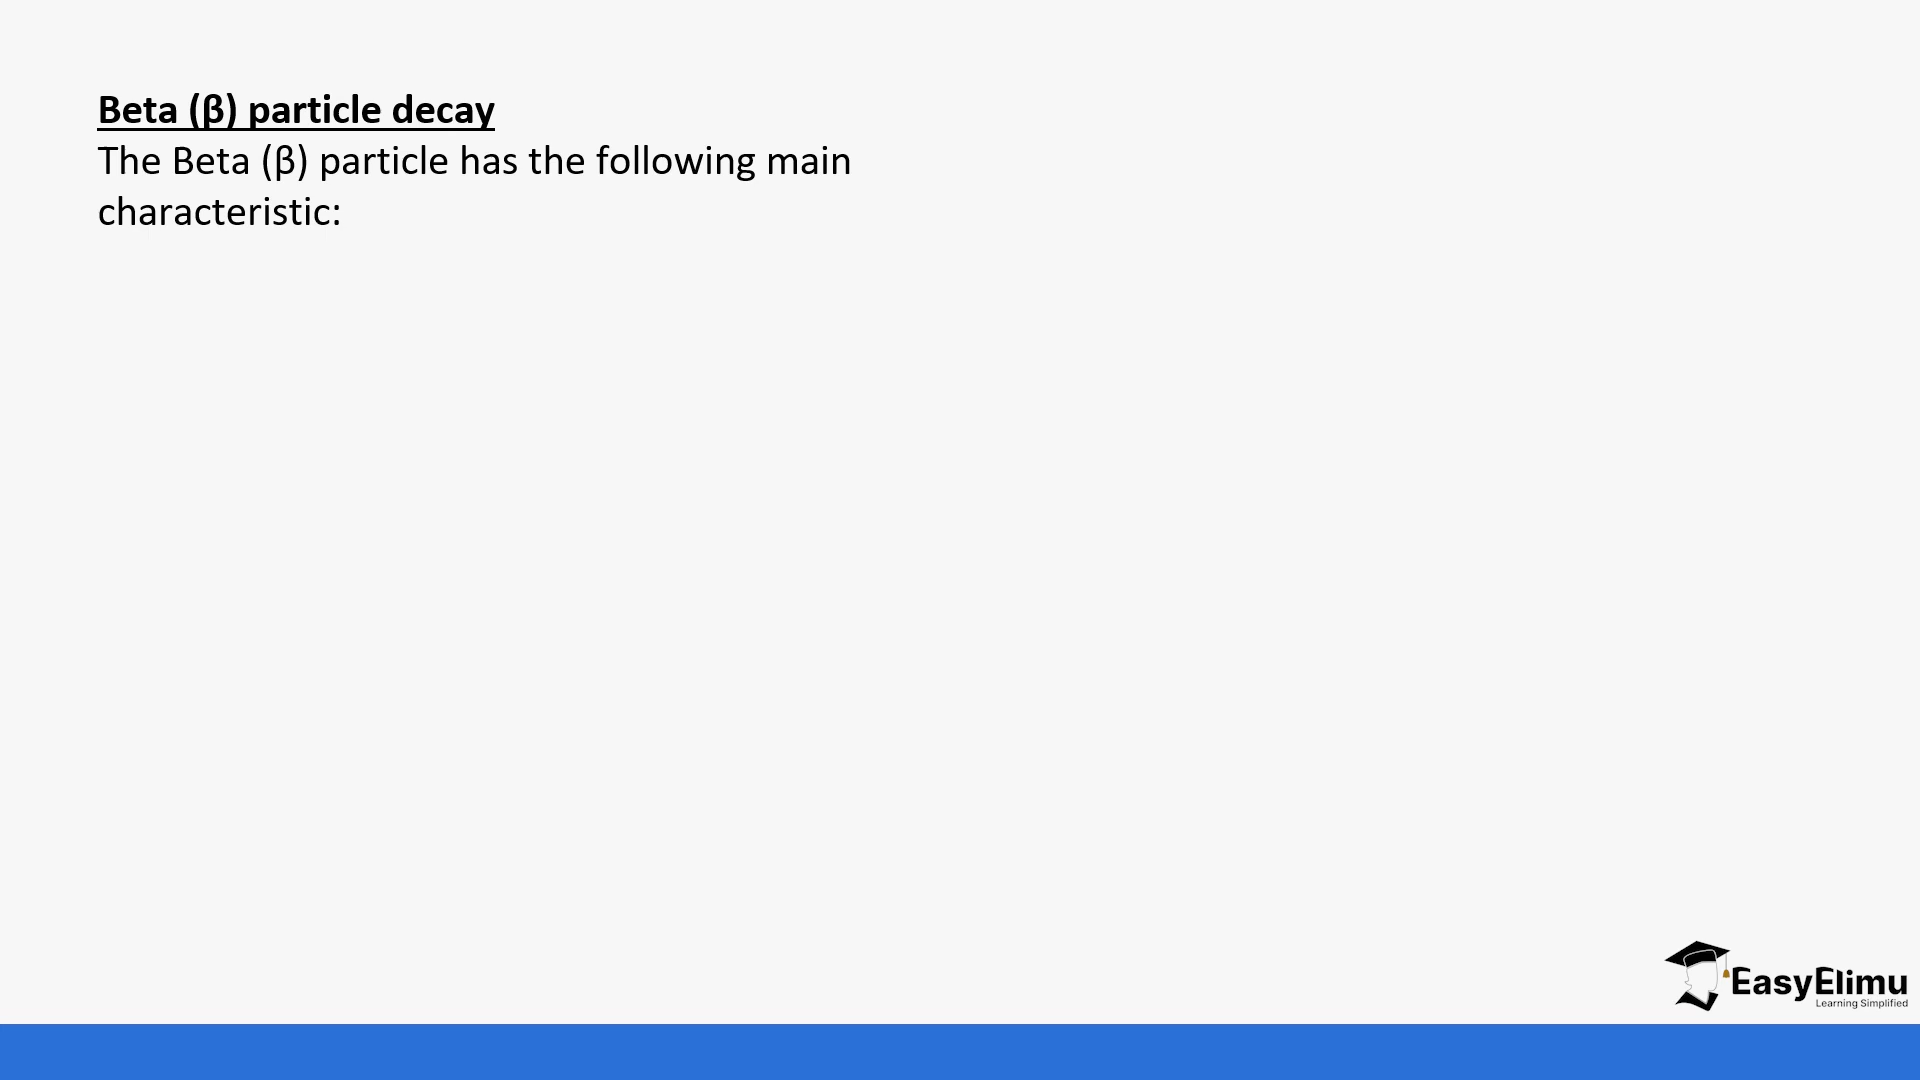 Beta (β) particle decay
The Beta (β) particle has the following main
characteristic:
EasyElimu
Learning Simplified